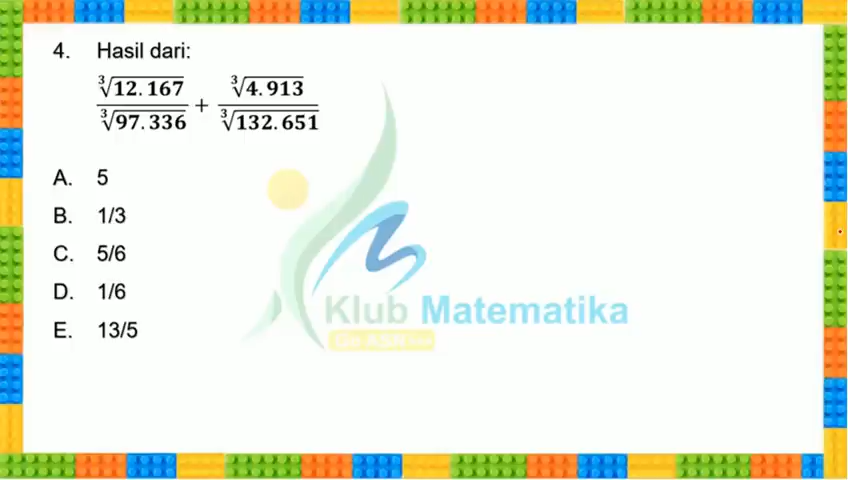 4. Hasil dari:
∛12.167 / ∛97.336 + ∛4.913 / ∛132.651
A. 5
B. 1/3
C. 5/6
D. 1/6
E. 13/5
Klub Matematika